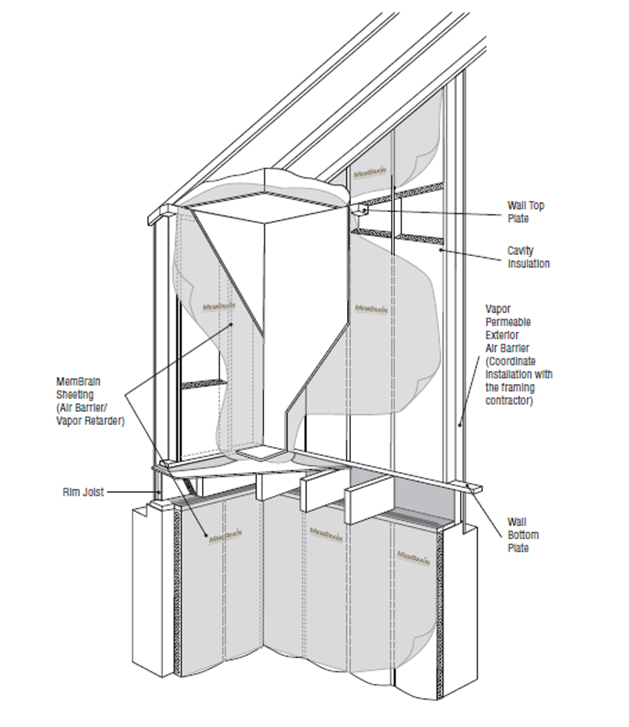 MEMBRAIN
Wall Top
Plate
Cavity
Insulation
MEMBRAIN
MEMBRAIN
Vapor
Permeable
Exterior
Air Barrier
(Coordinate
Installation with
the framing
contractor)
MemBrain
Sheeting
(Air Barrier/
Vapor Retarder)
Rim Joist
Wall
Bottom
Plate
MEMBRAIN
MEMBRAIN
MEMBRAIN